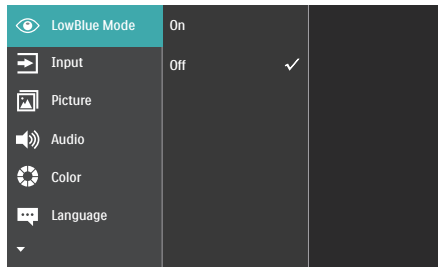 LowBlue Mode
On
Input
Off
Picture
Audio
Color
Language